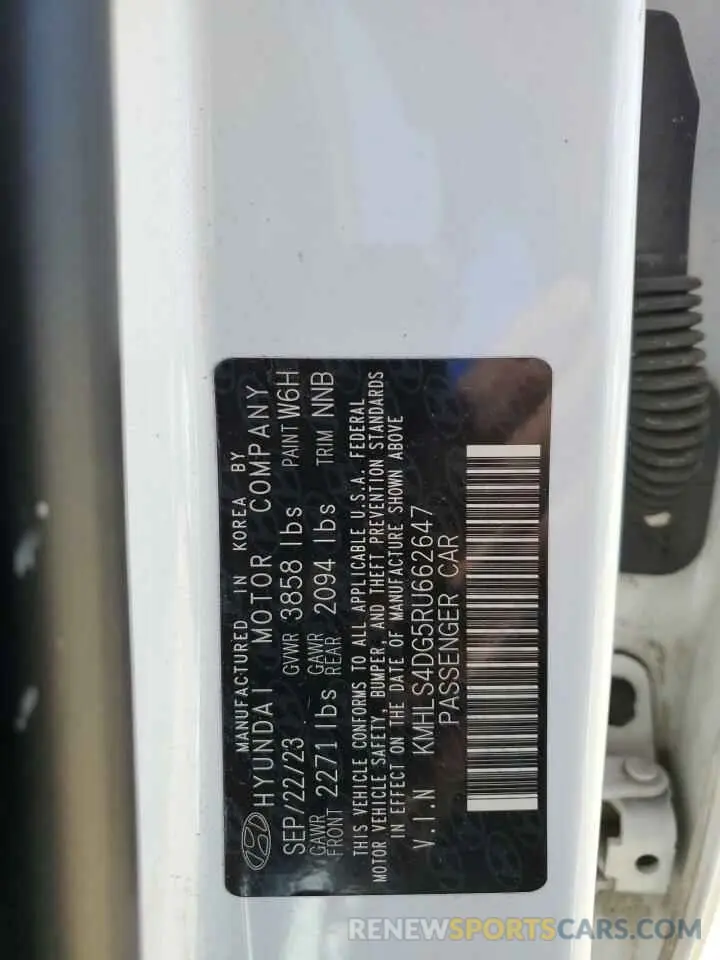 MANUFACTURED IN KOREA BY
HYUNDAI MOTOR COMPANY
SEP/22/23 GVWR 3858 lbs PAINT W6H
GAWR FRONT 2271 lbs GAWR REAR 2094 lbs TRIM NNB
THIS VEHICLE CONFORMS TO ALL APPLICABLE U.S.A. FEDERAL
MOTOR VEHICLE SAFETY, BUMPER, AND THEFT PREVENTION STANDARDS
IN EFFECT ON THE DATE OF MANUFACTURE SHOWN ABOVE
V.I.N KMHLS4DG5RU662647
PASSENGER CAR
RENEWSPORTSCARS.COM